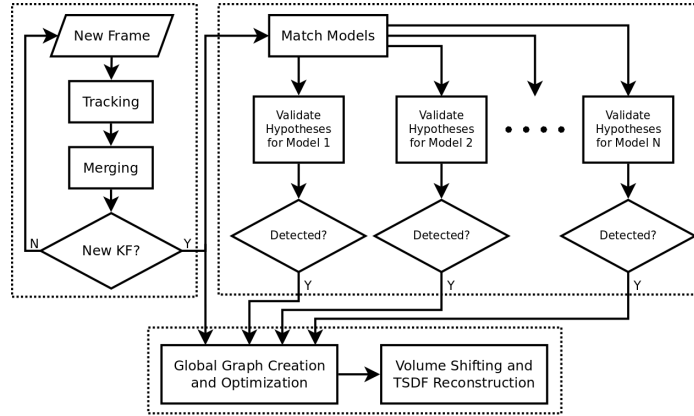 New Frame
Tracking
Merging
New KF?
N
Y
Match Models
Validate
Hypotheses
for Model 1
Validate
Hypotheses
for Model 2
Validate
Hypotheses
for Model N
Detected?
Detected?
Detected?
Y
Y
Y
Global Graph Creation
and Optimization
Volume Shifting and
TSDF Reconstruction